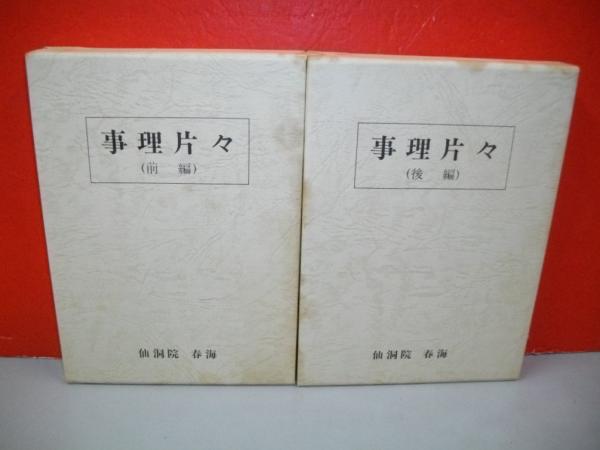 事理片々
(前 編)
仙洞院 春海
事理片々
(後 編)
仙洞院 春海